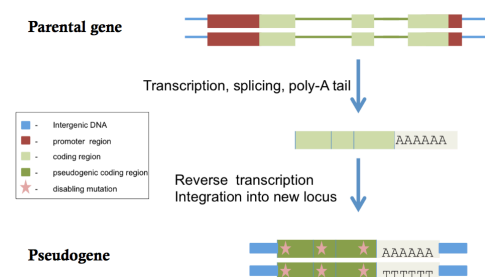 Parental gene
Transcription, splicing, poly-A tail
AAAAAA
- Intergenic DNA
- promoter region
- coding region
- pseudogenic coding region
- disabling mutation
Reverse transcription
Integration into new locus
Pseudogene
AAAAAA
TTTTTT